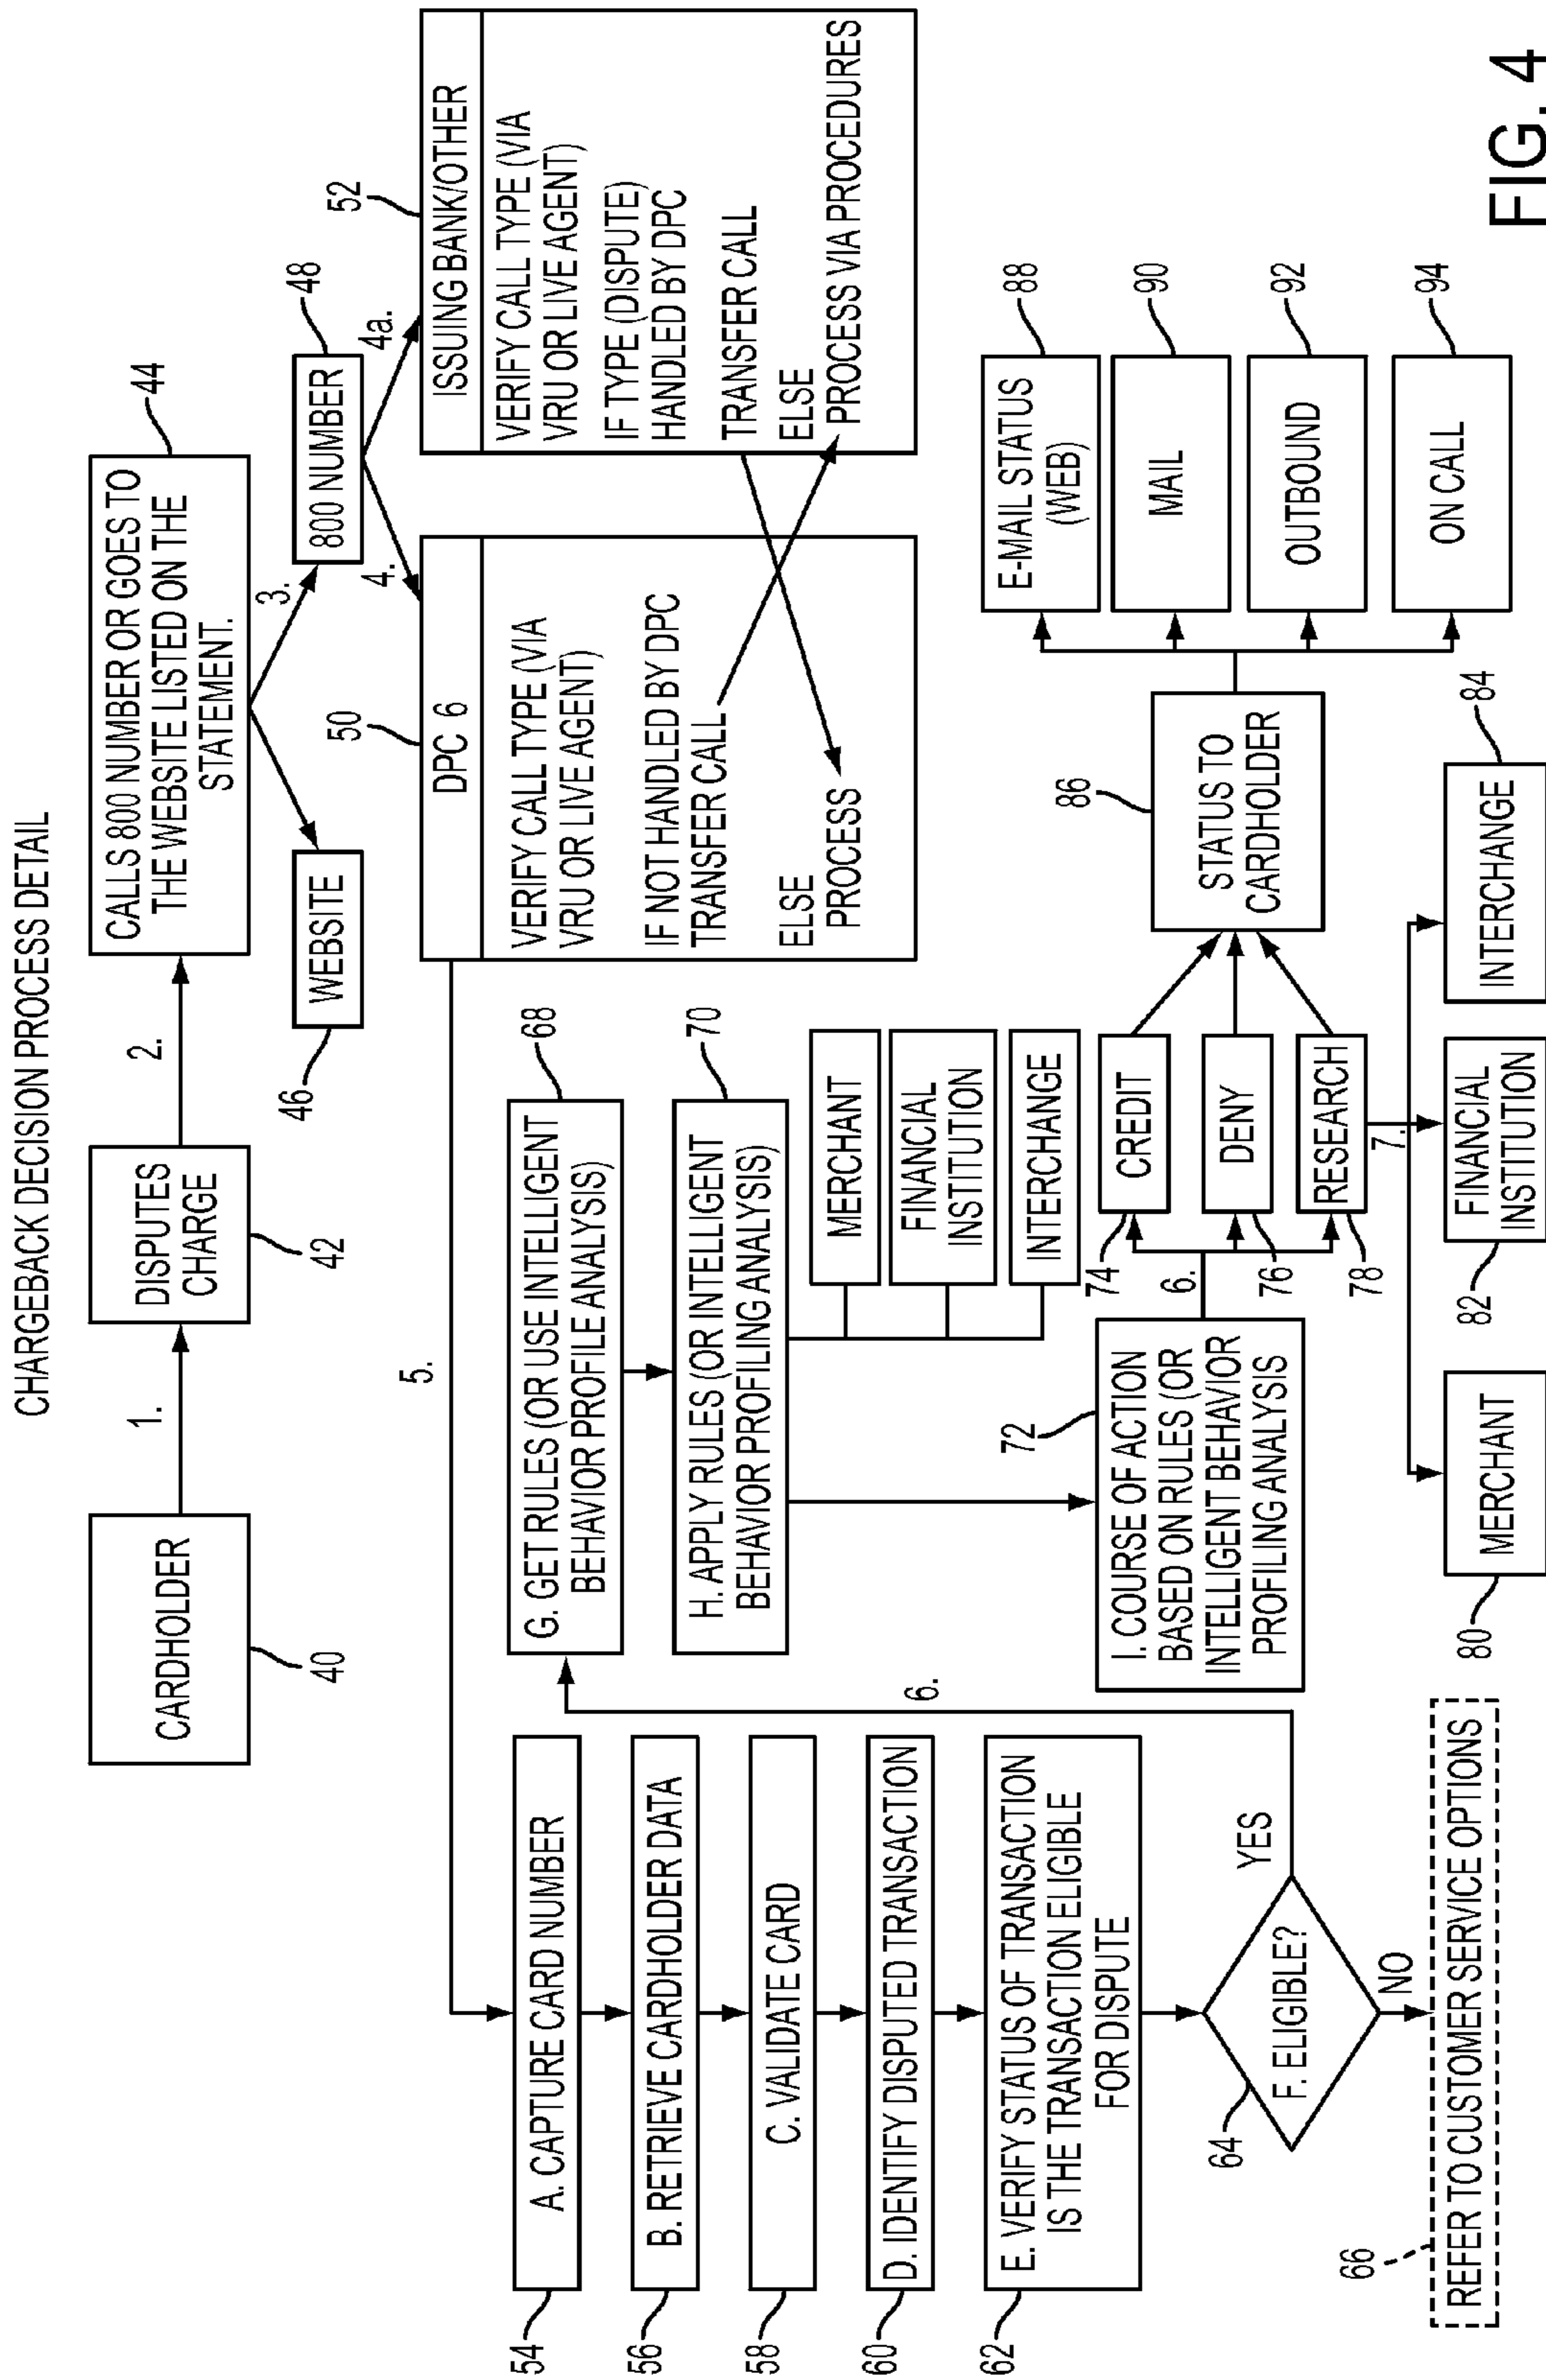 CHARGEBACK DECISION PROCESS DETAIL
CARDHOLDER
40
1.
DISPUTES
CHARGE
42
2.
CALLS 800 NUMBER OR GOES TO
THE WEBSITE LISTED ON THE
STATEMENT.
44
3.
WEBSITE
46
800 NUMBER
48
4.
4a.
50
DPC 6
VERIFY CALL TYPE (VIA
VRU OR LIVE AGENT)
IF NOT HANDLED BY DPC
TRANSFER CALL
ELSE
PROCESS
52
ISSUING BANK/OTHER
VERIFY CALL TYPE (VIA
VRU OR LIVE AGENT)
IF TYPE (DISPUTE)
HANDLED BY DPC
TRANSFER CALL
ELSE
PROCESS VIA PROCEDURES
5.
54
A. CAPTURE CARD NUMBER
56
B. RETRIEVE CARDHOLDER DATA
58
C. VALIDATE CARD
60
D. IDENTIFY DISPUTED TRANSACTION
62
E. VERIFY STATUS OF TRANSACTION
IS THE TRANSACTION ELIGIBLE
FOR DISPUTE
64
F. ELIGIBLE?
YES
NO
66
REFER TO CUSTOMER SERVICE OPTIONS
6.
G. GET RULES (OR USE INTELLIGENT
BEHAVIOR PROFILE ANALYSIS)
68
H. APPLY RULES (OR INTELLIGENT
BEHAVIOR PROFILING ANALYSIS)
70
MERCHANT
FINANCIAL
INSTITUTION
INTERCHANGE
72
I. COURSE OF ACTION
BASED ON RULES (OR
INTELLIGENT BEHAVIOR
PROFILING ANALYSIS
6.
74
CREDIT
76
DENY
78
RESEARCH
7.
80
MERCHANT
82
FINANCIAL
INSTITUTION
84
INTERCHANGE
86
STATUS TO
CARDHOLDER
E-MAIL STATUS
(WEB)
88
MAIL
90
OUTBOUND
92
ON CALL
94
FIG. 4